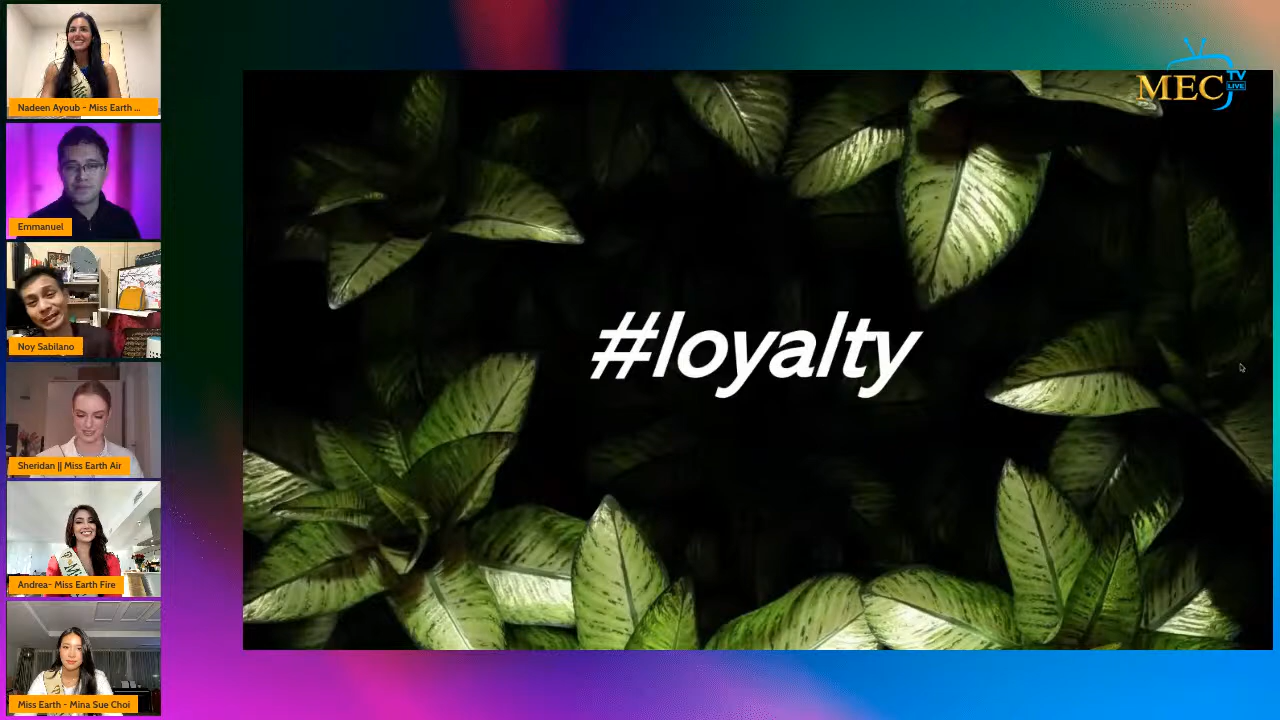 Nadeen Ayoub - Miss Earth ...
Emmanuel
Noy Sabilano
Sheridan || Miss Earth Air
Andrea- Miss Earth Fire
Miss Earth - Mina Sue Choi
MEC TV
LIVE
#loyalty